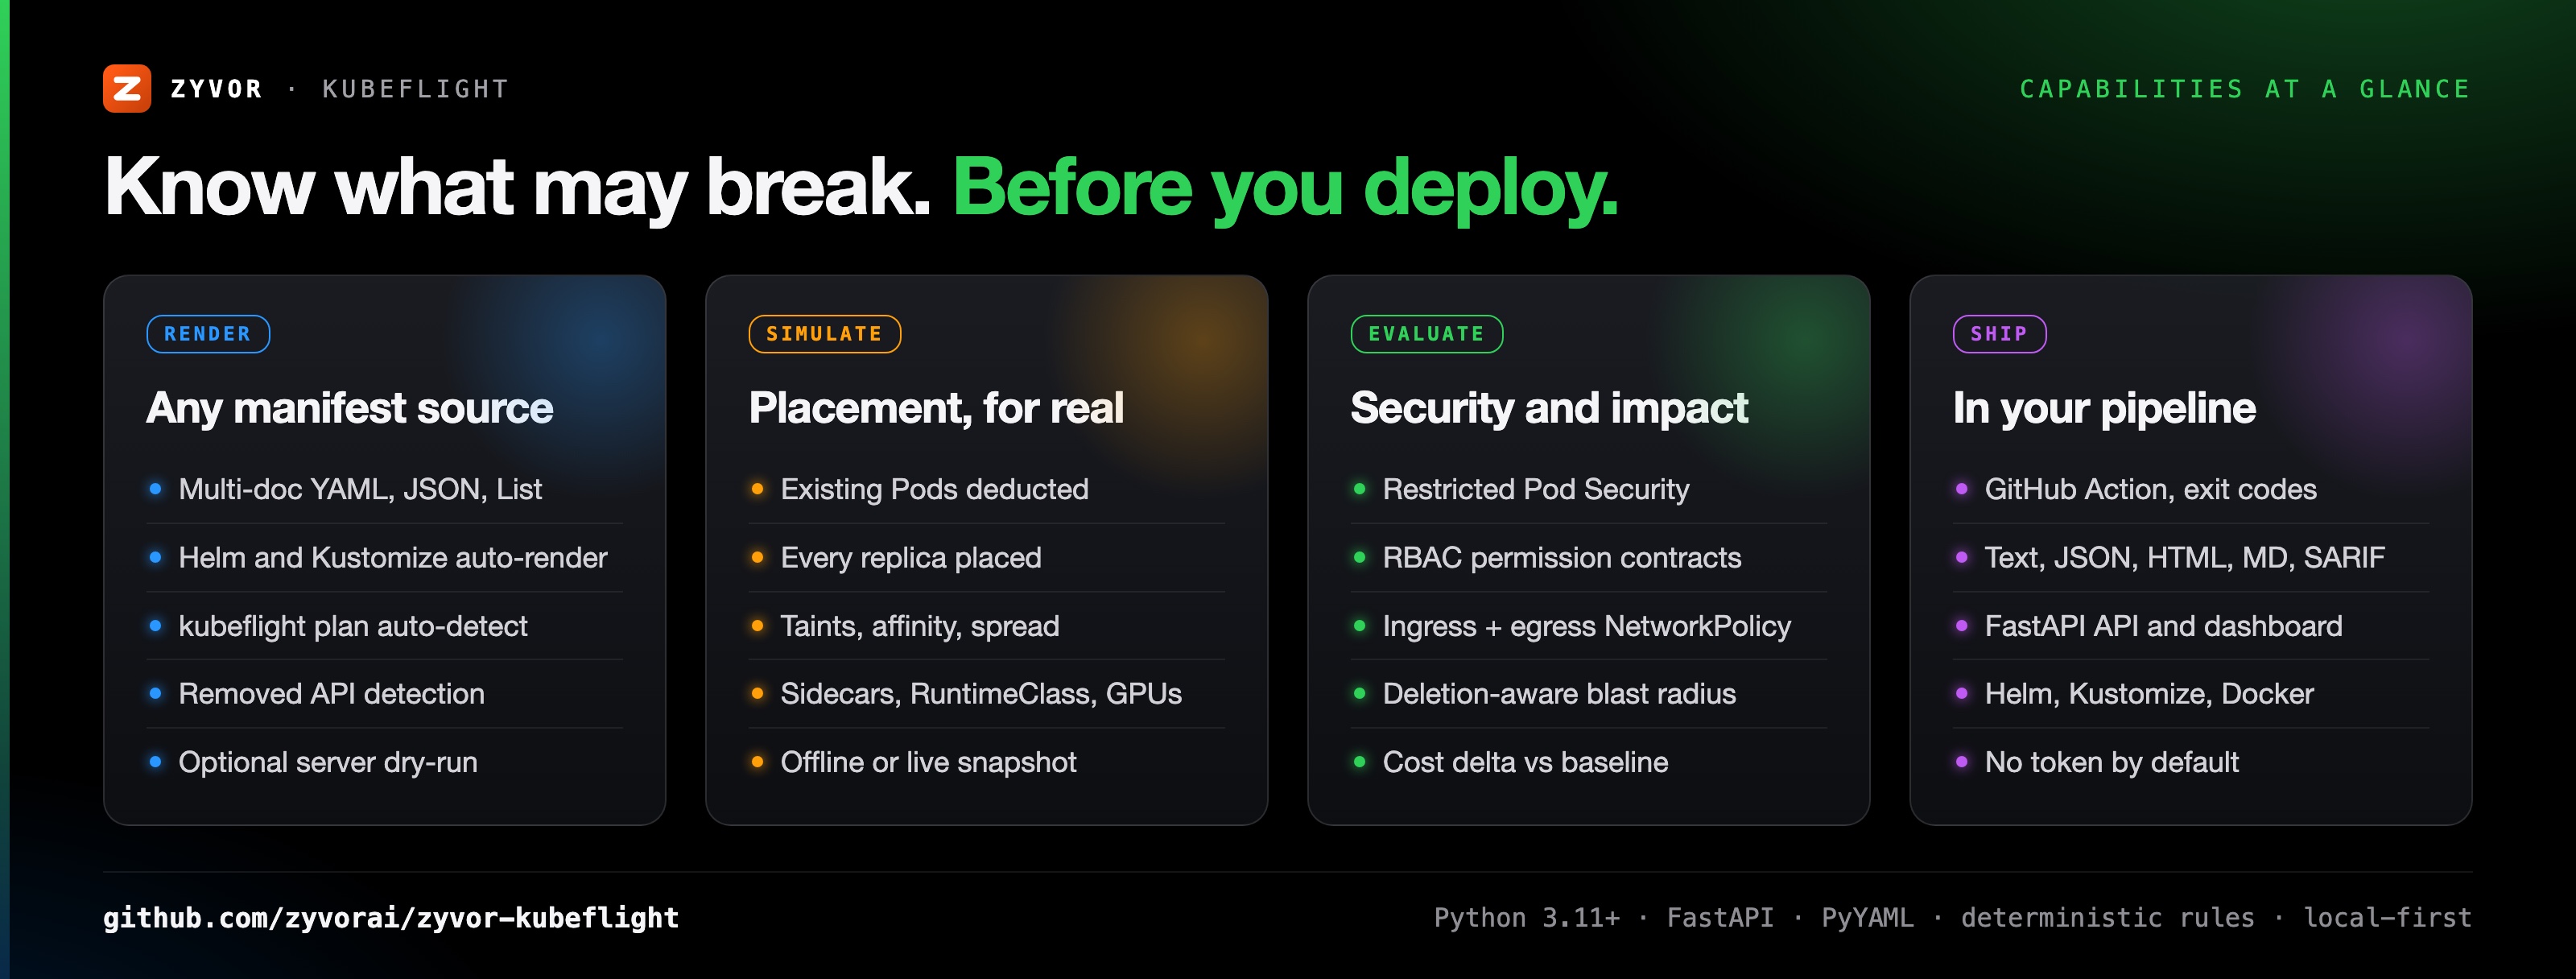 Z ZYVOR · KUBEFLIGHT
CAPABILITIES AT A GLANCE
Know what may break. Before you deploy.
RENDER
Any manifest source
Multi-doc YAML, JSON, List
Helm and Kustomize auto-render
kubeflight plan auto-detect
Removed API detection
Optional server dry-run
SIMULATE
Placement, for real
Existing Pods deducted
Every replica placed
Taints, affinity, spread
Sidecars, RuntimeClass, GPUs
Offline or live snapshot
EVALUATE
Security and impact
Restricted Pod Security
RBAC permission contracts
Ingress + egress NetworkPolicy
Deletion-aware blast radius
Cost delta vs baseline
SHIP
In your pipeline
GitHub Action, exit codes
Text, JSON, HTML, MD, SARIF
FastAPI API and dashboard
Helm, Kustomize, Docker
No token by default
github.com/zyvorai/zyvor-kubeflight
Python 3.11+ · FastAPI · PyYAML · deterministic rules · local-first